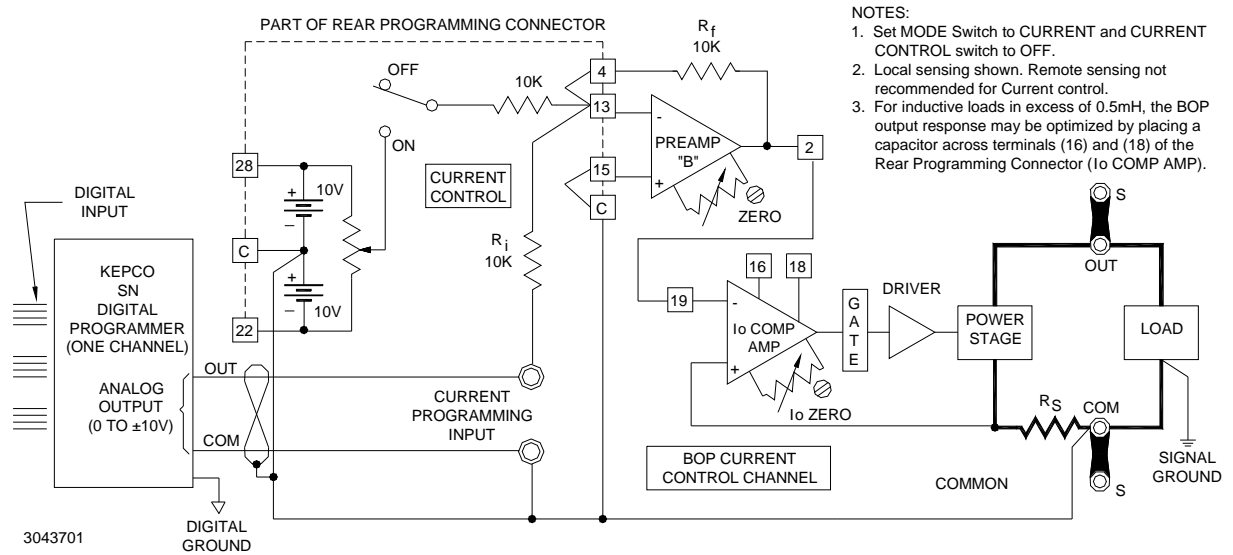 PART OF REAR PROGRAMMING CONNECTOR
NOTES:
1. Set MODE Switch to CURRENT and CURRENT
CONTROL switch to OFF.
2. Local sensing shown. Remote sensing not
recommended for Current control.
3. For inductive loads in excess of 0.5mH, the BOP
output response may be optimized by placing a
capacitor across terminals (16) and (18) of the
Rear Programming Connector (Io COMP AMP).
OFF
10K
4
13
Rf
10K
-
PREAMP
"B"
+
2
ZERO
ON
28
+
10V
–
C
+
10V
–
22
CURRENT
CONTROL
15
C
Ri
10K
DIGITAL
INPUT
KEPCO
SN
DIGITAL
PROGRAMMER
(ONE CHANNEL)
ANALOG
OUTPUT
(0 TO ±10V)
OUT
COM
CURRENT
PROGRAMMING
INPUT
DIGITAL
GROUND
16
18
19
-
Io COMP
AMP
+
Io ZERO
GATE
DRIVER
POWER
STAGE
S
OUT
LOAD
RS
COM
S
SIGNAL
GROUND
BOP CURRENT
CONTROL CHANNEL
COMMON
3043701